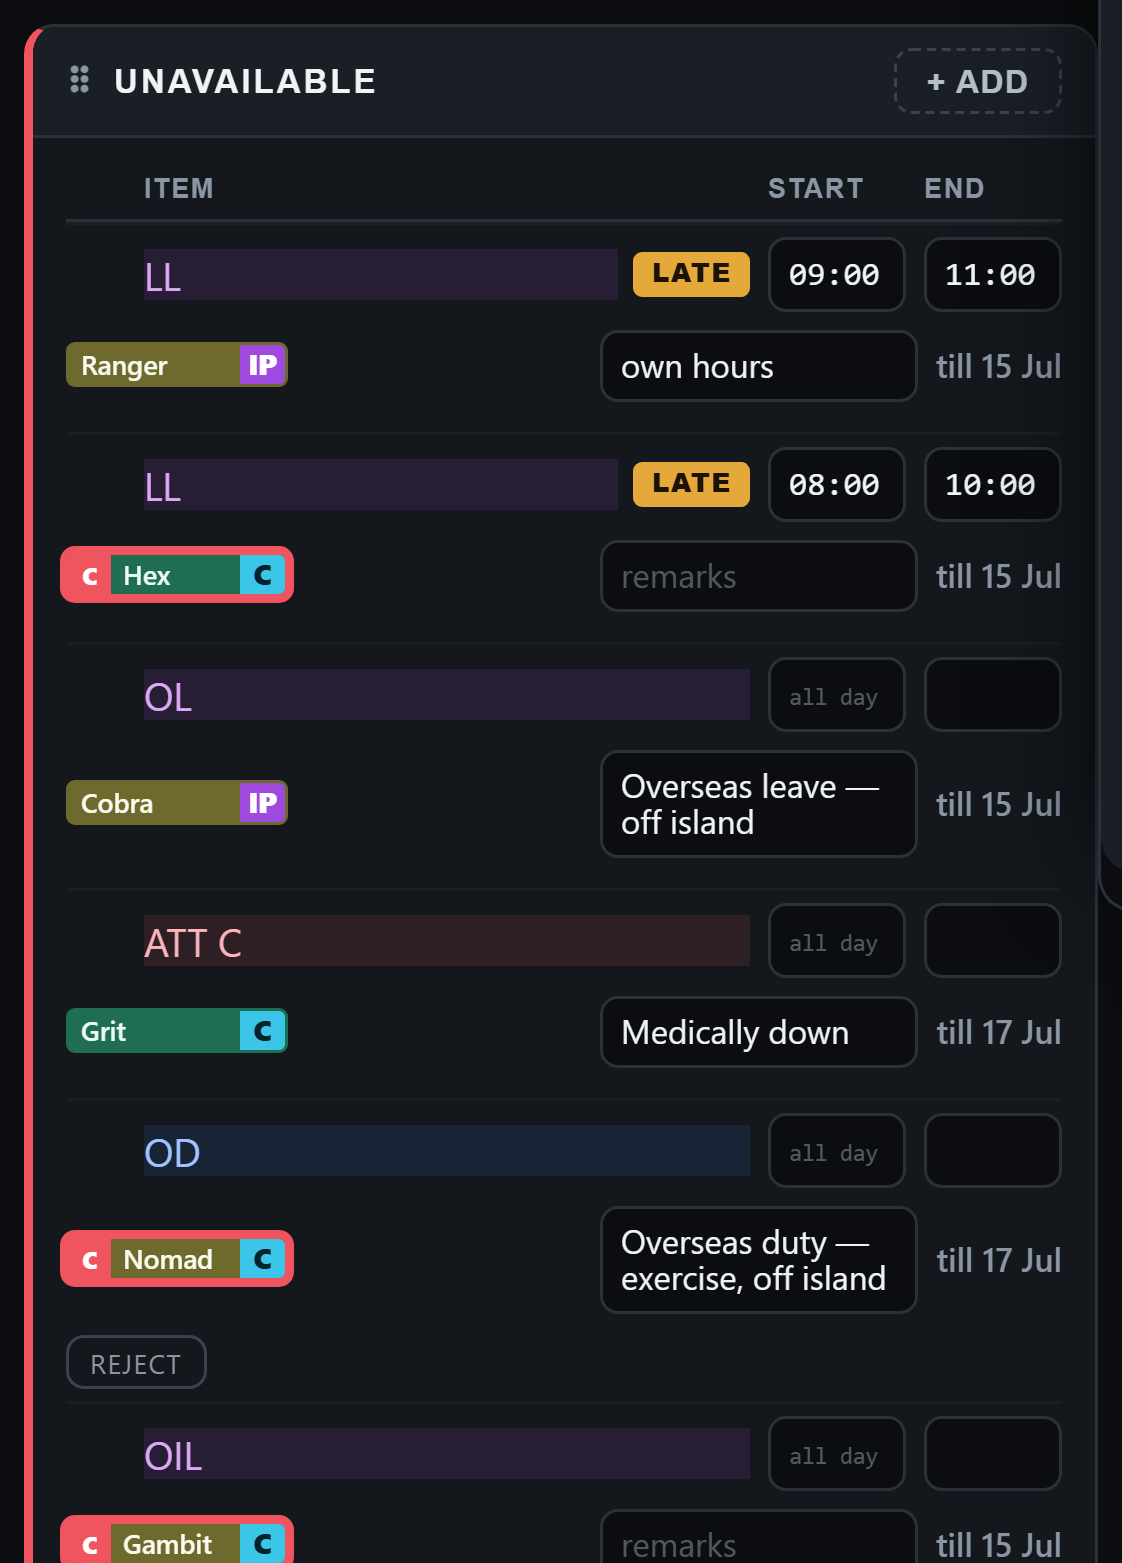 UNAVAILABLE
+ ADD
ITEM START END
LL LATE 09:00 11:00
Ranger IP own hours till 15 Jul
LL LATE 08:00 10:00
c Hex C remarks till 15 Jul
OL all day
Cobra IP Overseas leave — till 15 Jul
off island
ATT C all day
Grit C Medically down till 17 Jul
OD all day
c Nomad C Overseas duty — till 17 Jul
exercise, off island
REJECT
OIL all day
c Gambit C remarks till 15 Jul